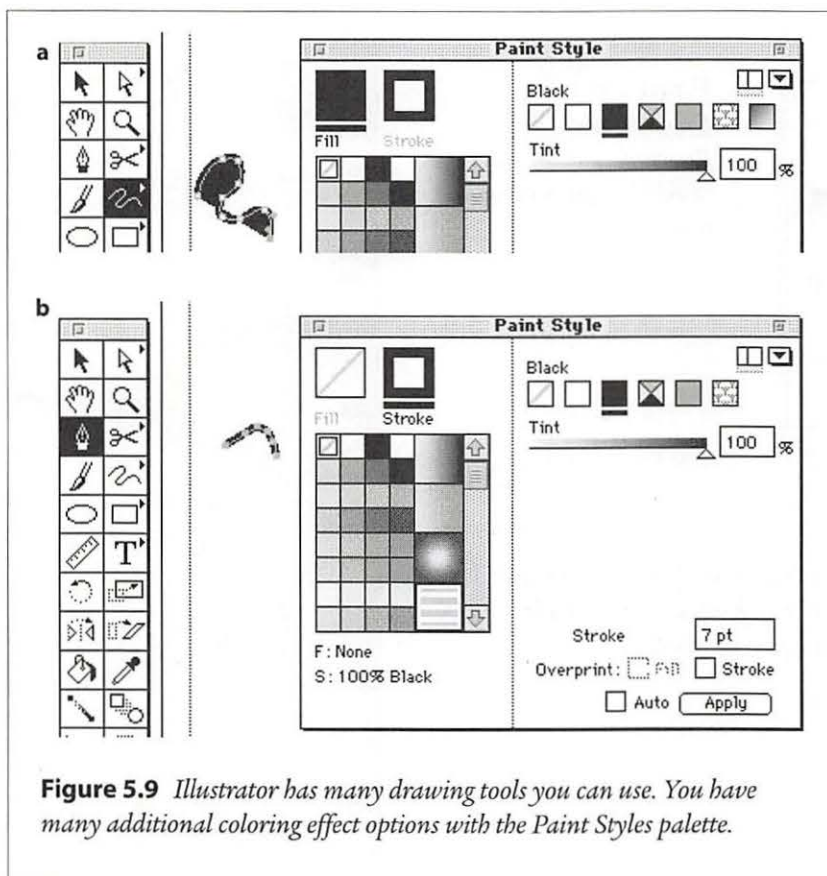 a
Paint Style
Fill
Stroke
Black
Tint
100 %
b
Paint Style
Fill
Stroke
Black
Tint
100 %
T
F: None
S: 100% Black
Stroke 7 pt
Overprint: Fill Stroke
Auto Apply
Figure 5.9 Illustrator has many drawing tools you can use. You have
many additional coloring effect options with the Paint Styles palette.